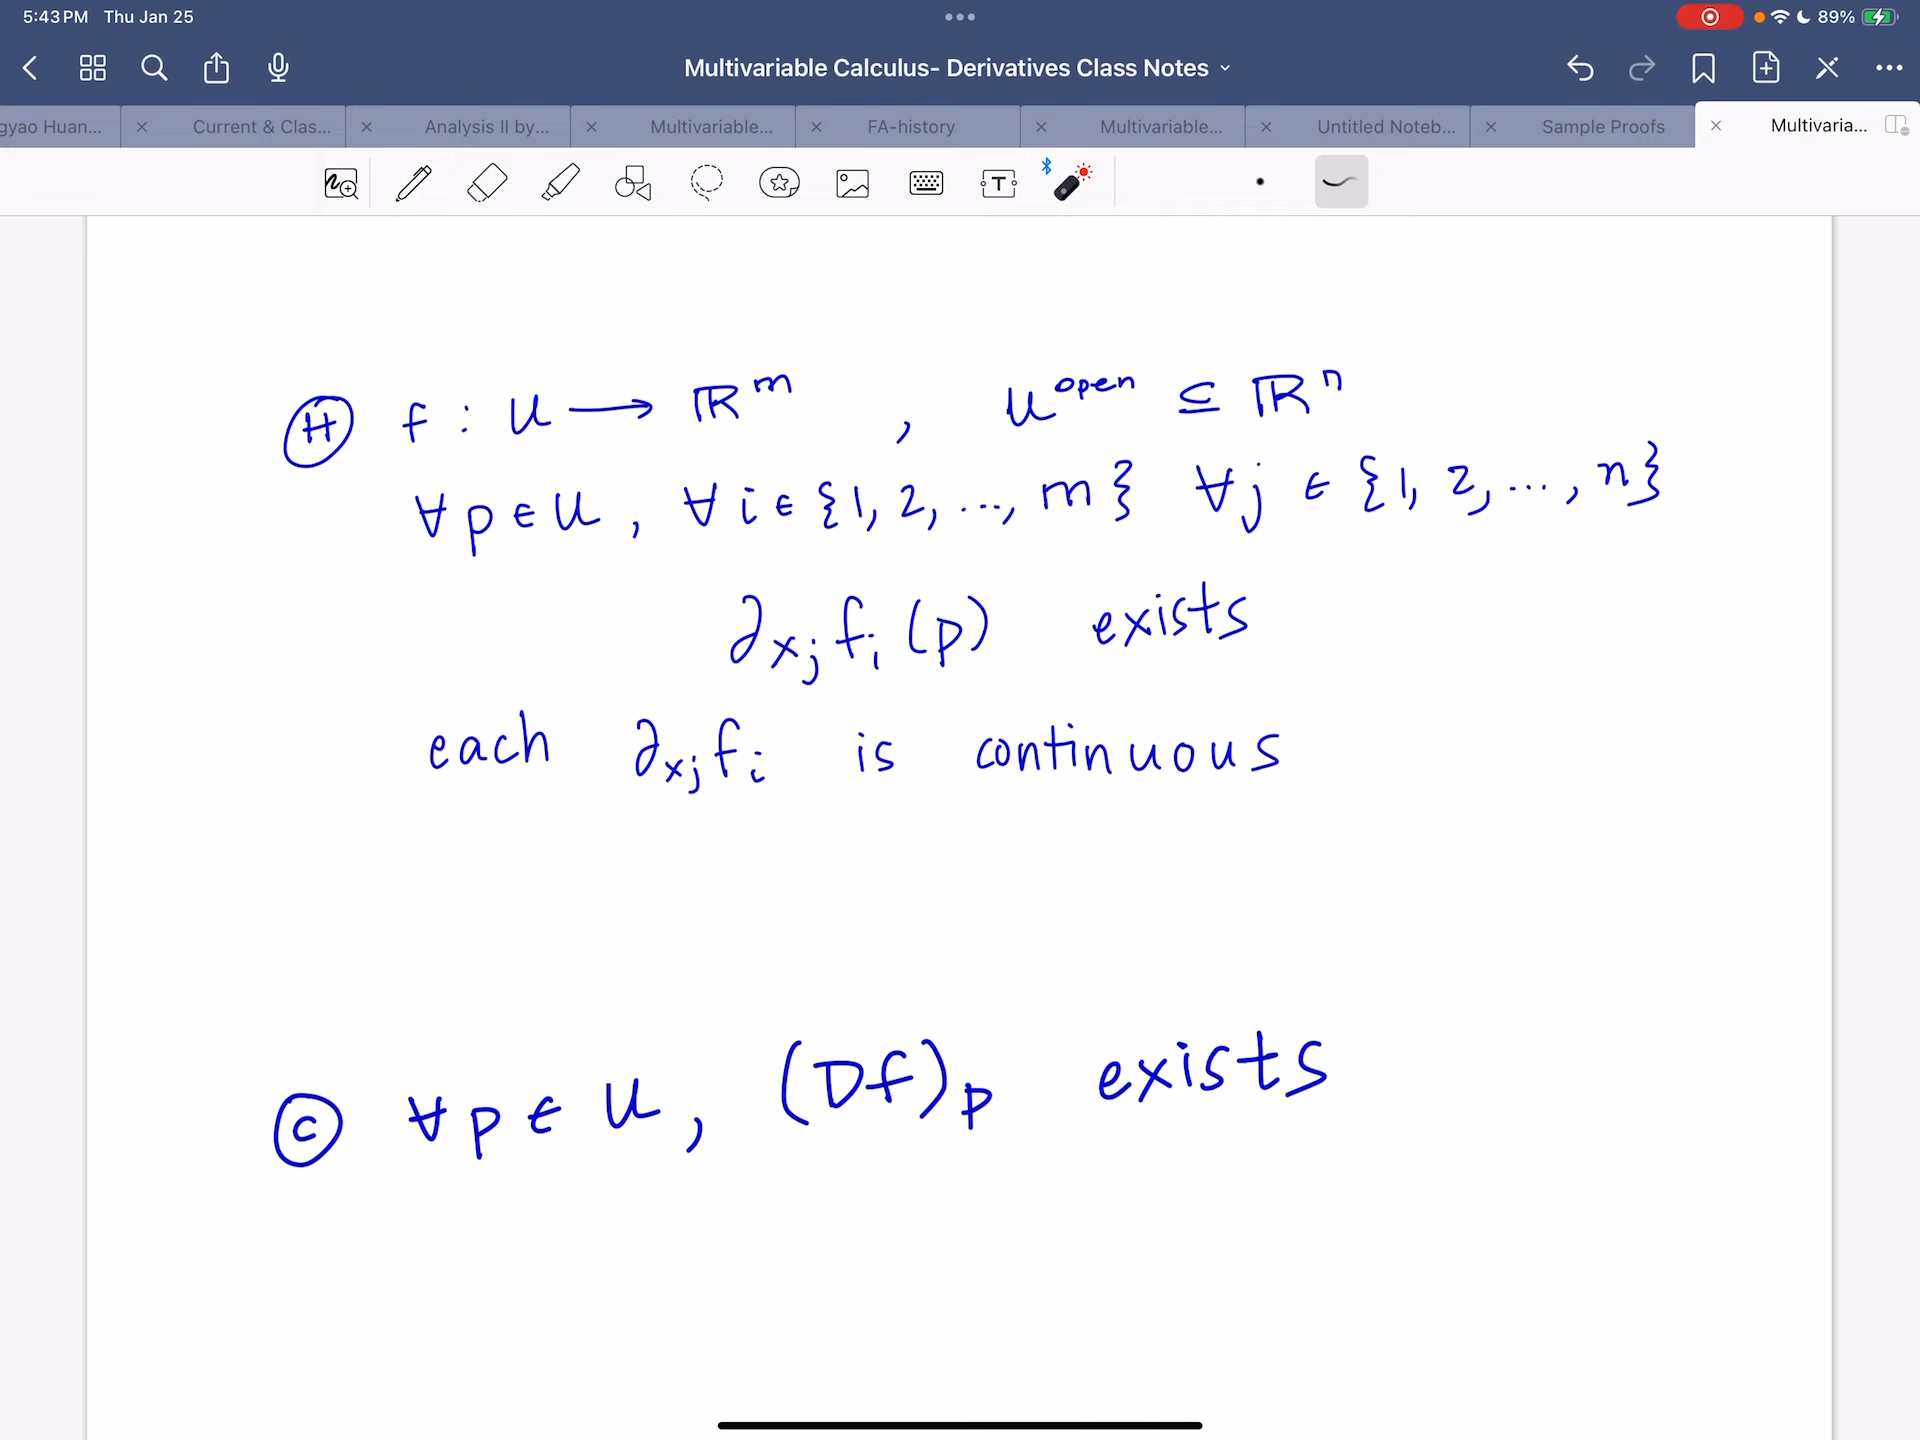 5:43 PM Thu Jan 25
89%
Multivariable Calculus- Derivatives Class Notes
gyao Huan... Current & Clas... Analysis II by... Multivariable... FA-history Multivariable... Untitled Noteb... Sample Proofs Multivaria...
T
Ⓗ f : U ⟶ ℝ^m , U^open ⊆ ℝ^n
∀ p ∈ U , ∀ i ∈ {1, 2, ..., m} ∀ j ∈ {1, 2, ..., n}
∂_{x_j} f_i (p) exists
each ∂_{x_j} f_i is continuous
Ⓒ ∀ p ∈ U , (Df)_p exists